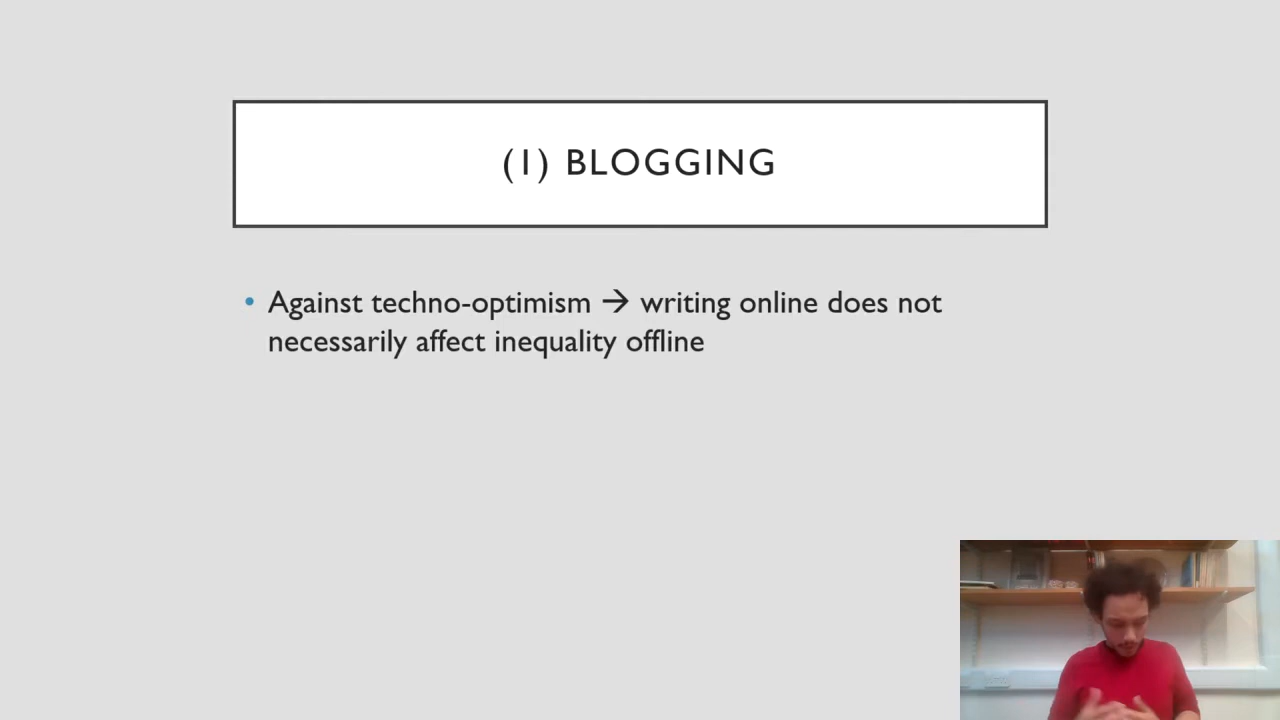 (1) BLOGGING
• Against techno-optimism → writing online does not
necessarily affect inequality offline